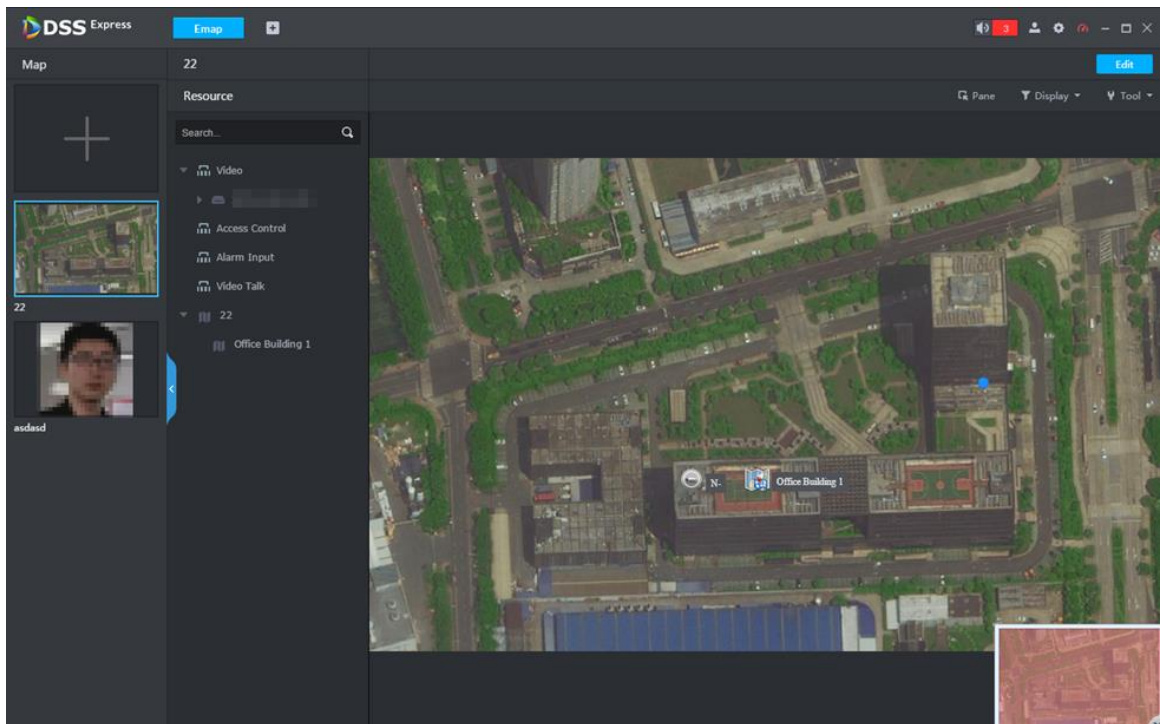 DSS Express
Emap
3
Map
22
Edit
Resource
Pane
Display
Tool
Search...
Video
Access Control
Alarm Input
Video Talk
22
Office Building 1
22
asdasd
N-
Office Building 1